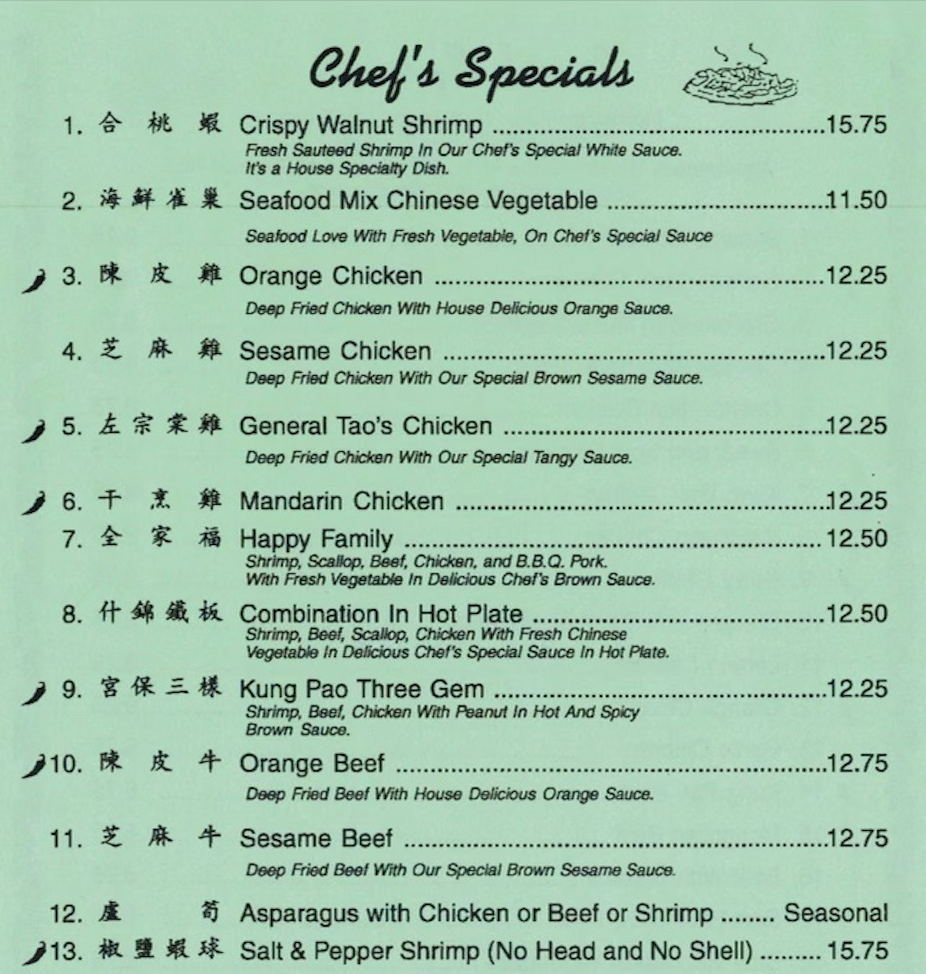 Chef's Specials
1. 合桃蝦 Crispy Walnut Shrimp ................................................15.75
Fresh Sauteed Shrimp In Our Chef's Special White Sauce.
It's a House Specialty Dish.
2. 海鮮雀巢 Seafood Mix Chinese Vegetable ................................11.50
Seafood Love With Fresh Vegetable, On Chef's Special Sauce
3. 陳皮雞 Orange Chicken .........................................................12.25
Deep Fried Chicken With House Delicious Orange Sauce.
4. 芝麻雞 Sesame Chicken ........................................................12.25
Deep Fried Chicken With Our Special Brown Sesame Sauce.
5. 左宗棠雞 General Tao's Chicken ...............................................12.25
Deep Fried Chicken With Our Special Tangy Sauce.
6. 干烹雞 Mandarin Chicken ......................................................12.25
7. 全家福 Happy Family ............................................................. 12.50
Shrimp, Scallop, Beef, Chicken, and B.B.Q. Pork.
With Fresh Vegetable In Delicious Chef's Brown Sauce.
8. 什錦鐵板 Combination In Hot Plate ........................................... 12.50
Shrimp, Beef, Scallop, Chicken With Fresh Chinese
Vegetable In Delicious Chef's Special Sauce In Hot Plate.
9. 宮保三樣 Kung Pao Three Gem ................................................12.25
Shrimp, Beef, Chicken With Peanut In Hot And Spicy
Brown Sauce.
10. 陳皮牛 Orange Beef ..............................................................12.75
Deep Fried Beef With House Delicious Orange Sauce.
11. 芝麻牛 Sesame Beef .............................................................12.75
Deep Fried Beef With Our Special Brown Sesame Sauce.
12. 盧筍 Asparagus with Chicken or Beef or Shrimp ........ Seasonal
13. 椒鹽蝦球 Salt & Pepper Shrimp (No Head and No Shell) ......... 15.75